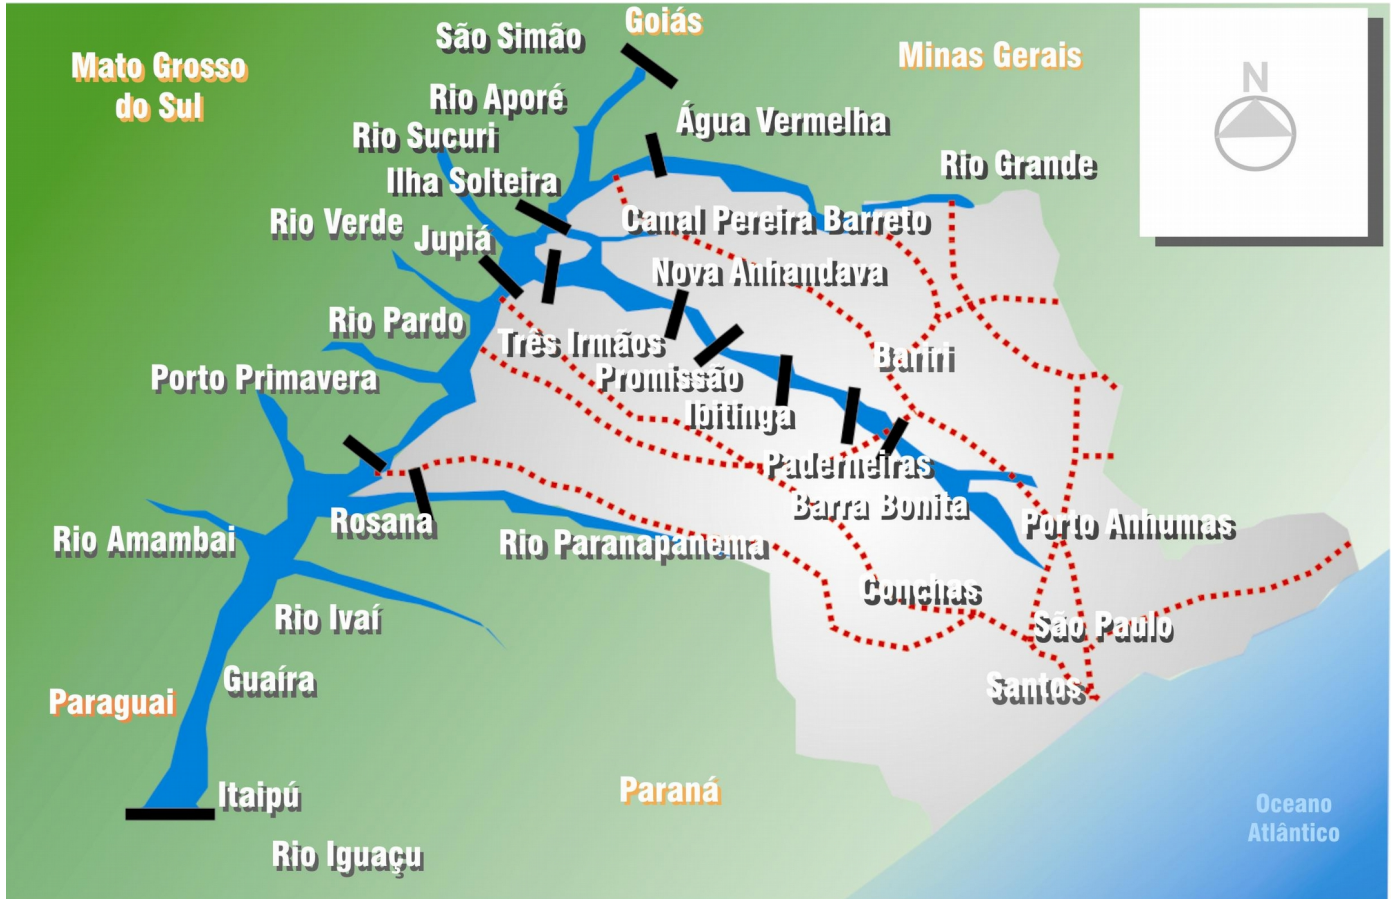 Goiás
São Simão
Minas Gerais
Mato Grosso
do Sul
N
Rio Aporé
Água Vermelha
Rio Sucuri
Rio Grande
Ilha Solteira
Rio Verde
Canal Pereira Barreto
Jupiá
Nova Anhandava
Rio Pardo
Três Irmãos
Bariri
Porto Primavera
Promissão
Ibitinga
Paderneiras
Barra Bonita
Rosana
Porto Anhumas
Rio Amambai
Rio Paranapanema
Conchas
Rio Ivaí
São Paulo
Guaíra
Santos
Paraguai
Paraná
Itaipú
Oceano
Atlântico
Rio Iguaçu